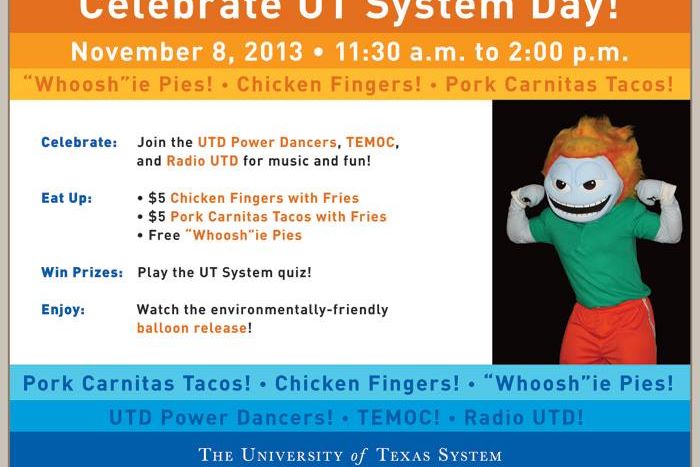 Celebrate UT System Day!
November 8, 2013 • 11:30 a.m. to 2:00 p.m.
“Whoosh”ie Pies! • Chicken Fingers! • Pork Carnitas Tacos!
Celebrate: Join the UTD Power Dancers, TEMOC,
and Radio UTD for music and fun!
Eat Up: • $5 Chicken Fingers with Fries
• $5 Pork Carnitas Tacos with Fries
• Free “Whoosh”ie Pies
Win Prizes: Play the UT System quiz!
Enjoy: Watch the environmentally-friendly
balloon release!
Pork Carnitas Tacos! • Chicken Fingers! • “Whoosh”ie Pies!
UTD Power Dancers! • TEMOC! • Radio UTD!
The University of Texas System